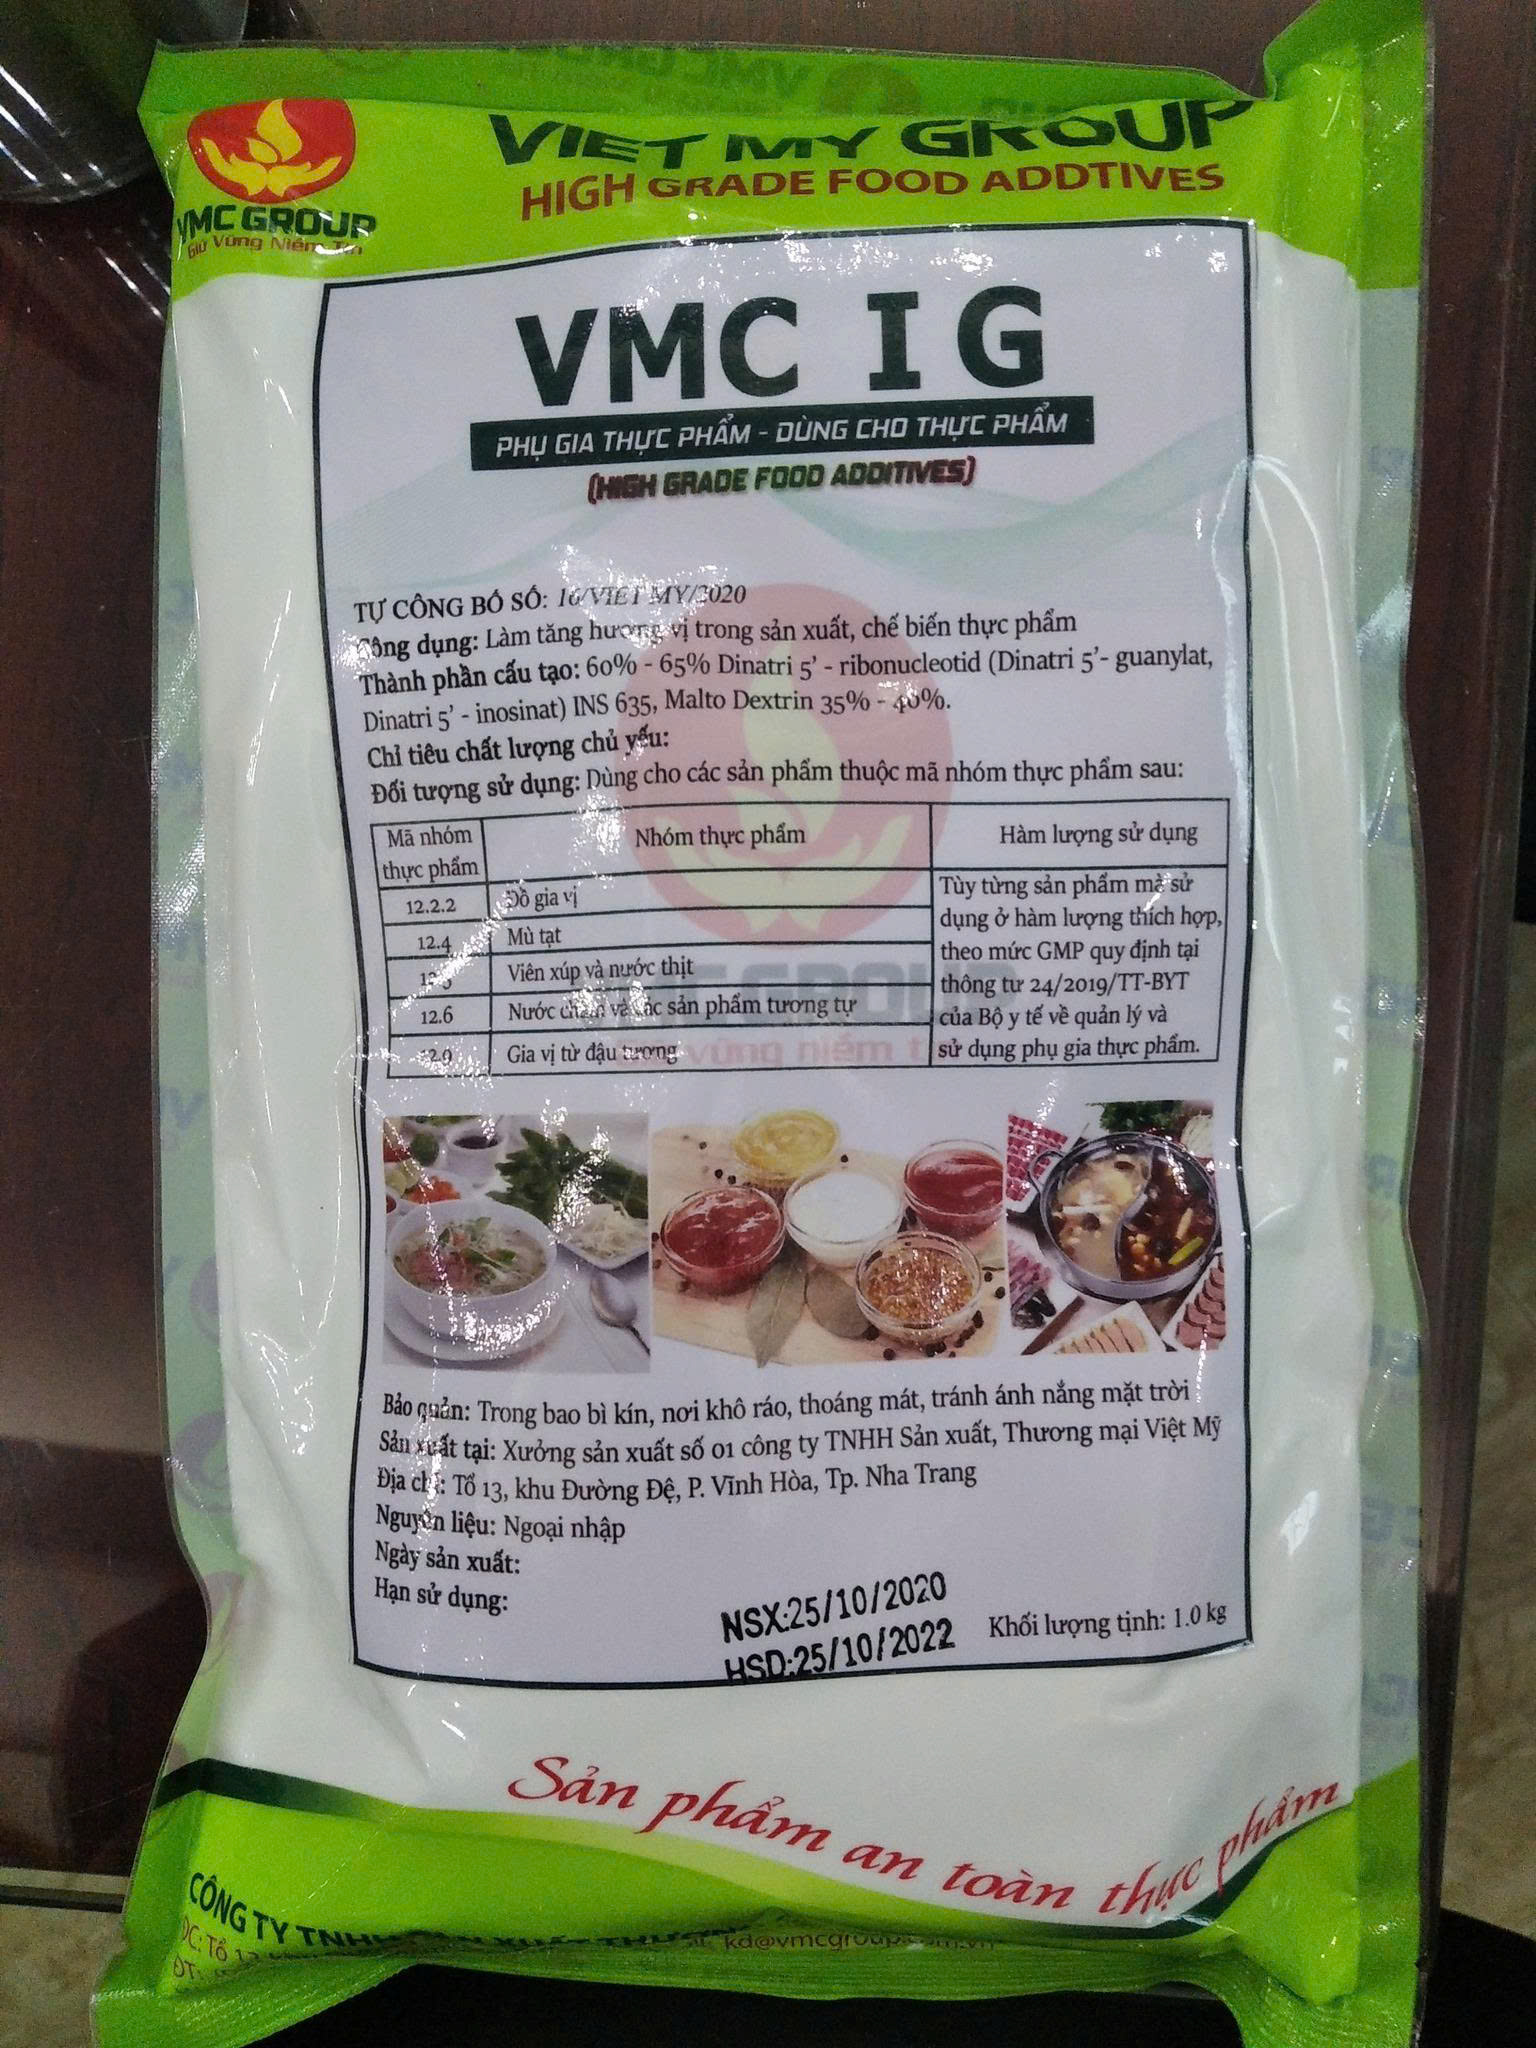 VIET MY GROUP
HIGH GRADE FOOD ADDTIVES
VMC GROUP
Giữ Vững Niềm Tin
VMC IG
PHỤ GIA THỰC PHẨM - DÙNG CHO THỰC PHẨM
(HIGH GRADE FOOD ADDITIVES)
TỰ CÔNG BỐ SỐ: 16/VIET MY/2020
Công dụng: Làm tăng hương vị trong sản xuất, chế biến thực phẩm
Thành phần cấu tạo: 60% - 65% Dinatri 5’ - ribonucleotid (Dinatri 5’- guanylat,
Dinatri 5’ - inosinat) INS 635, Malto Dextrin 35% - 40%.
Chỉ tiêu chất lượng chủ yếu:
Đối tượng sử dụng: Dùng cho các sản phẩm thuộc mã nhóm thực phẩm sau:
Mã nhóm
thực phẩm
Nhóm thực phẩm
Hàm lượng sử dụng
12.2.2 Đồ gia vị
12.4 Mù tạt
Viên xúp và nước thịt
12.6 Nước chấm và các sản phẩm tương tự
Gia vị từ đậu tương
Tùy từng sản phẩm mà sử
dụng ở hàm lượng thích hợp,
theo mức GMP quy định tại
thông tư 24/2019/TT-BYT
của Bộ y tế về quản lý và
sử dụng phụ gia thực phẩm.
VMC GROUP
vững niềm
Bảo quản: Trong bao bì kín, nơi khô ráo, thoáng mát, tránh ánh nắng mặt trời
Sản xuất tại: Xưởng sản xuất số 01 công ty TNHH Sản xuất, Thương mại Việt Mỹ
Địa chỉ: Tổ 13, khu Đường Đệ, P. Vĩnh Hòa, Tp. Nha Trang
Nguyên liệu: Ngoại nhập
Ngày sản xuất:
Hạn sử dụng:
NSX:25/10/2020
HSD:25/10/2022
Khối lượng tịnh: 1.0 kg
Sản phẩm an toàn thực phẩm
CÔNG TY TNHH
ĐC: Tổ 13
ĐT:
kd@vmcgroup.com.vn